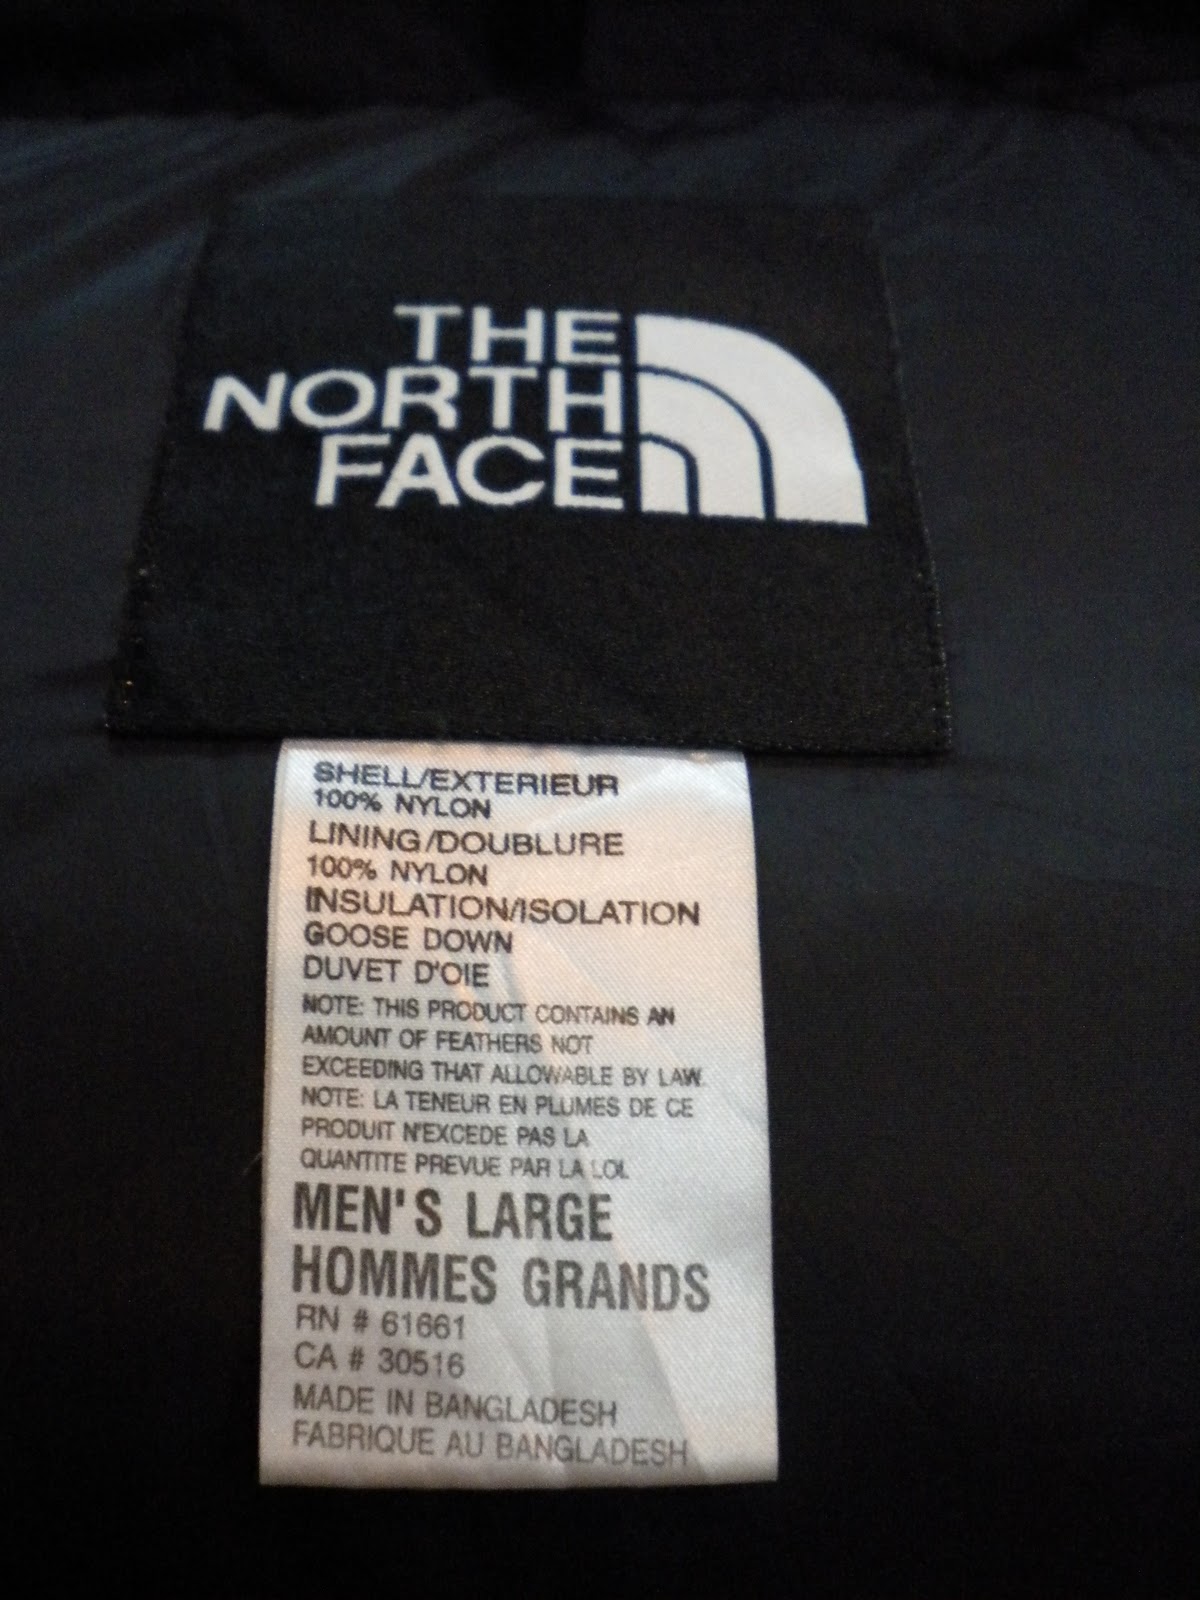 THE
NORTH
FACE
SHELL/EXTERIEUR
100% NYLON
LINING/DOUBLURE
100% NYLON
INSULATION/ISOLATION
GOOSE DOWN
DUVET D'OIE
NOTE: THIS PRODUCT CONTAINS AN
AMOUNT OF FEATHERS NOT
EXCEEDING THAT ALLOWABLE BY LAW.
NOTE: LA TENEUR EN PLUMES DE CE
PRODUIT N'EXCEDE PAS LA
QUANTITE PREVUE PAR LA LOI.
MEN'S LARGE
HOMMES GRANDS
RN # 61661
CA # 30516
MADE IN BANGLADESH
FABRIQUE AU BANGLADESH